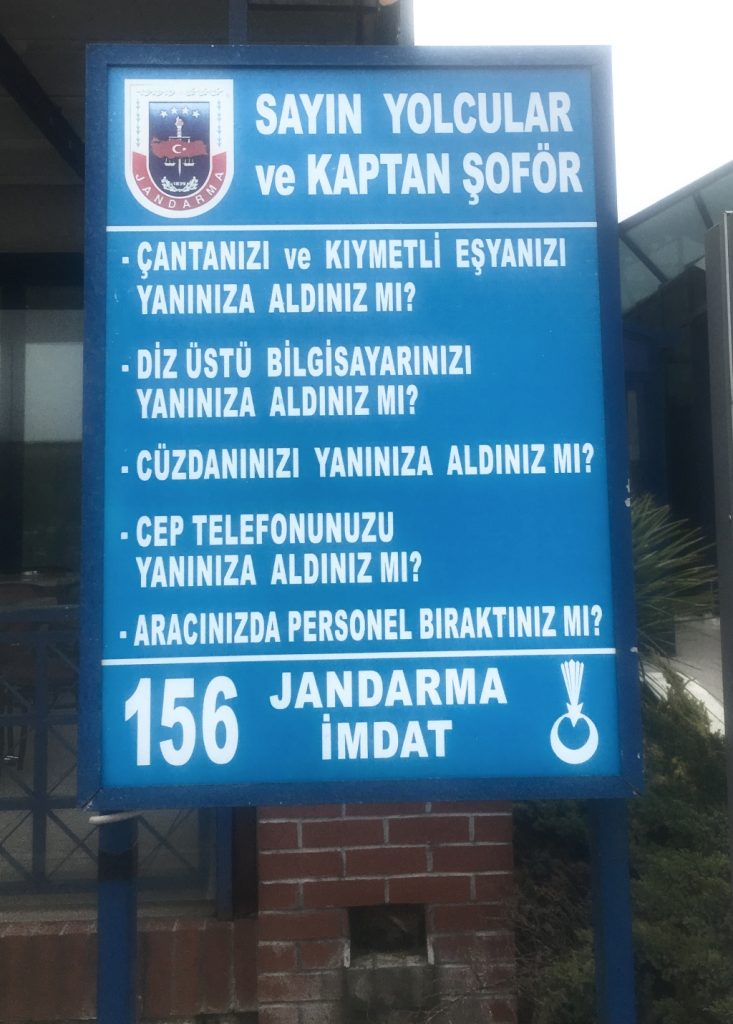 SAYIN YOLCULAR
ve KAPTAN ŞOFÖR
JANDARMA
1839
· ÇANTANIZI ve KIYMETLİ EŞYANIZI
YANINIZA ALDINIZ MI?
· DİZ ÜSTÜ BİLGİSAYARINIZI
YANINIZA ALDINIZ MI?
· CÜZDANINIZI YANINIZA ALDINIZ MI?
· CEP TELEFONUNUZU
YANINIZA ALDINIZ MI?
· ARACINIZDA PERSONEL BIRAKTINIZ MI?
156 JANDARMA
İMDAT